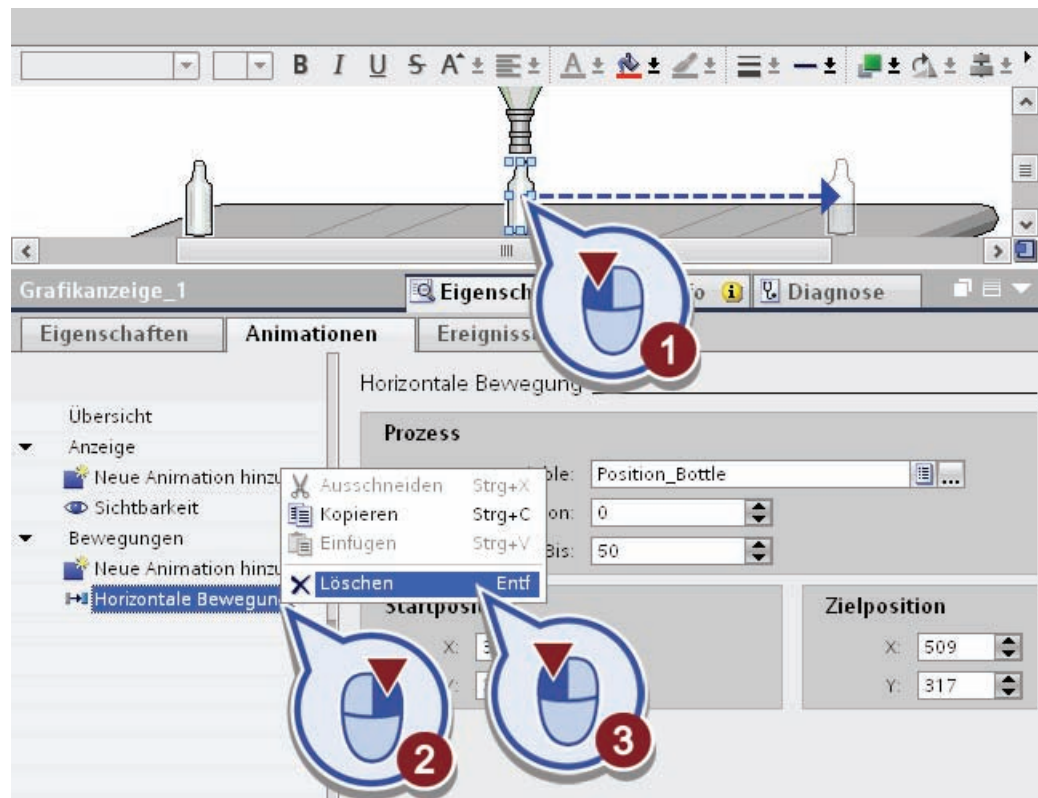 B I U S A
Grafikanzeige_1
Eigensch
Diagnose
Eigenschaften
Animationen
Ereignisse
1
Horizontale Bewegung
Übersicht
Anzeige
Neue Animation hinzu
Sichtbarkeit
Bewegungen
Neue Animation hinzu
Horizontale Bewegun
Ausschneiden Strg+X
Kopieren Strg+C
Einfügen Strg+V
Löschen Entf
Prozess
ble: Position_Bottle
...
on: 0
Bis: 50
Startposi
X:
Zielposition
X: 509
Y: 317
2
3